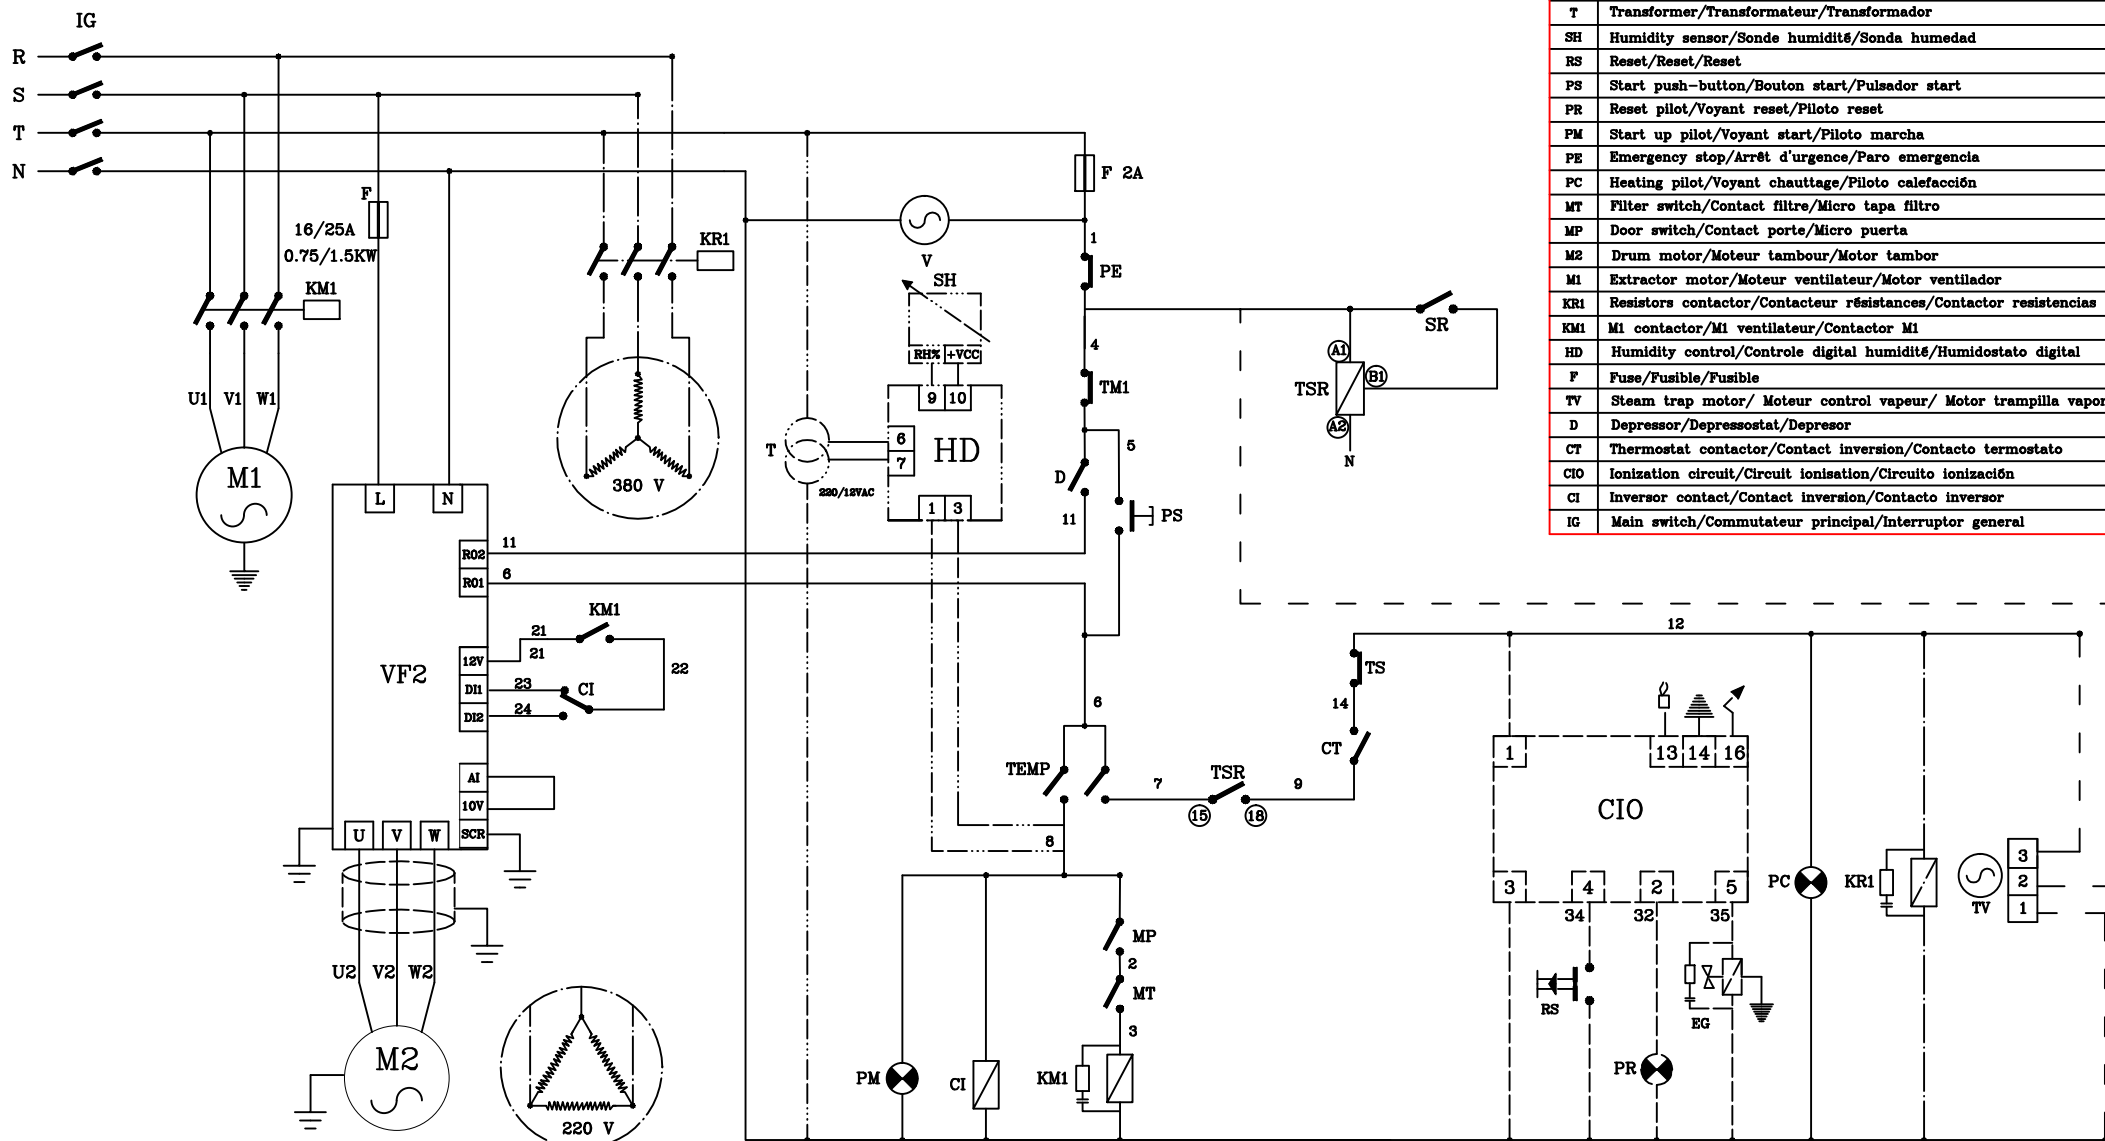 IG
R
S
T
N
F
16/25A
0.75/1.5KW
KM1
U1 V1 W1
M1
KR1
380 V
V
SH
RH% +VCC
9 10
6
7
HD
1 3
T
220/12VAC
F 2A
1
PE
4
TM1
5
D
11
PS
SR
A1
B1
TSR
A2
N
T Transformer/Transformateur/Transformador
SH Humidity sensor/Sonde humidité/Sonda humedad
RS Reset/Reset/Reset
PS Start push-button/Bouton start/Pulsador start
PR Reset pilot/Voyant reset/Piloto reset
PM Start up pilot/Voyant start/Piloto marcha
PE Emergency stop/Arrêt d'urgence/Paro emergencia
PC Heating pilot/Voyant chauttage/Piloto calefacción
MT Filter switch/Contact filtre/Micro tapa filtro
MP Door switch/Contact porte/Micro puerta
M2 Drum motor/Moteur tambour/Motor tambor
M1 Extractor motor/Moteur ventilateur/Motor ventilador
KR1 Resistors contactor/Contacteur résistances/Contactor resistencias
KM1 M1 contactor/M1 ventilateur/Contactor M1
HD Humidity control/Controle digital humidité/Humidostato digital
F Fuse/Fusible/Fusible
TV Steam trap motor/ Moteur control vapeur/ Motor trampilla vapor
D Depressor/Depressostat/Depresor
CT Thermostat contactor/Contact inversion/Contacto termostato
CIO Ionization circuit/Circuit ionisation/Circuito ionización
CI Inversor contact/Contact inversion/Contacto inversor
IG Main switch/Commutateur principal/Interruptor general
L N
RO2 11
RO1 6
VF2
12V
DI1
DI2
AI
10V
SCR
U V W
21
21
KM1
22
23
24
CI
U2 V2 W2
M2
220 V
6
TEMP
7
TSR
15 18
9
8
CT
14
TS
12
MP
2
MT
3
PM
CI
KM1
1 13 14 16
CIO
3 4 2 5
34 32 35
RS
PR
EG
PC
KR1
TV
3
2
1